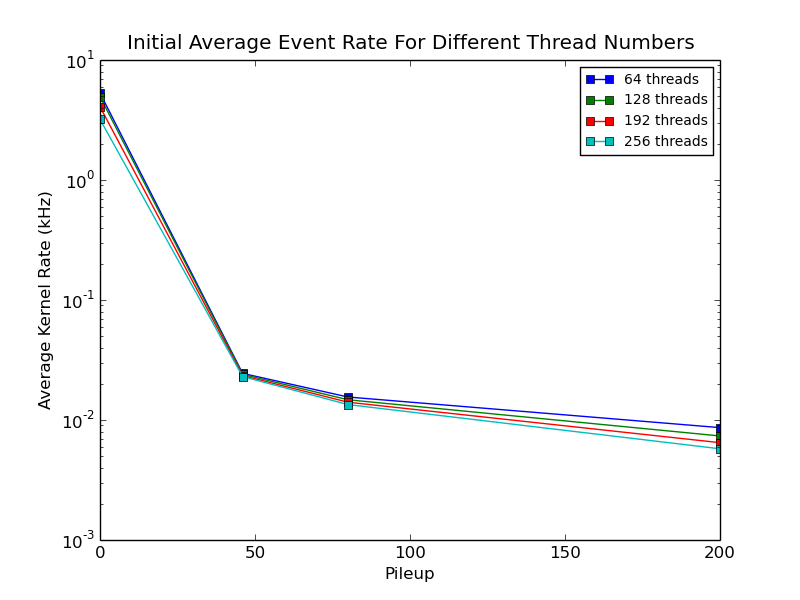 Initial Average Event Rate For Different Thread Numbers
10^1
10^0
10^-1
10^-2
10^-3
Average Kernel Rate (kHz)
64 threads
128 threads
192 threads
256 threads
0 50 100 150 200
Pileup